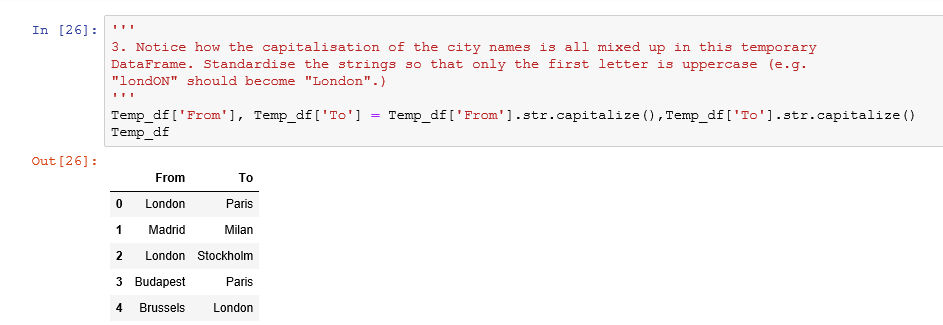 In [26]: '''
3. Notice how the capitalisation of the city names is all mixed up in this temporary
DataFrame. Standardise the strings so that only the first letter is uppercase (e.g.
"londON" should become "London".)
'''
Temp_df['From'], Temp_df['To'] = Temp_df['From'].str.capitalize(),Temp_df['To'].str.capitalize()
Temp_df
Out[26]:
From To
0 London Paris
1 Madrid Milan
2 London Stockholm
3 Budapest Paris
4 Brussels London